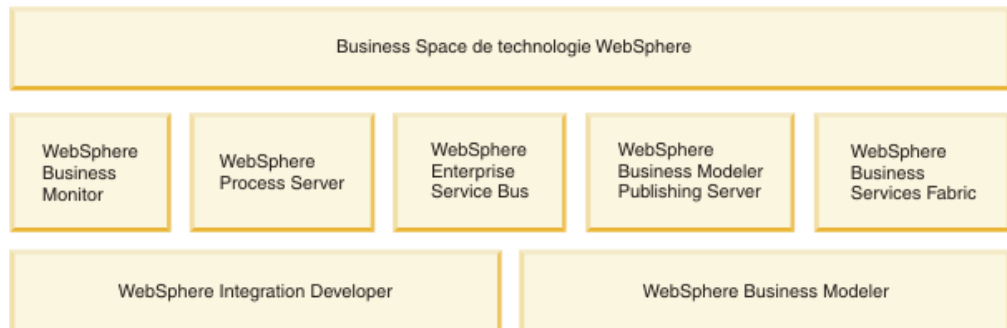 Business Space de technologie WebSphere
WebSphere
Business
Monitor
WebSphere
Process Server
WebSphere
Enterprise
Service Bus
WebSphere
Business Modeler
Publishing Server
WebSphere
Business
Services Fabric
WebSphere Integration Developer
WebSphere Business Modeler